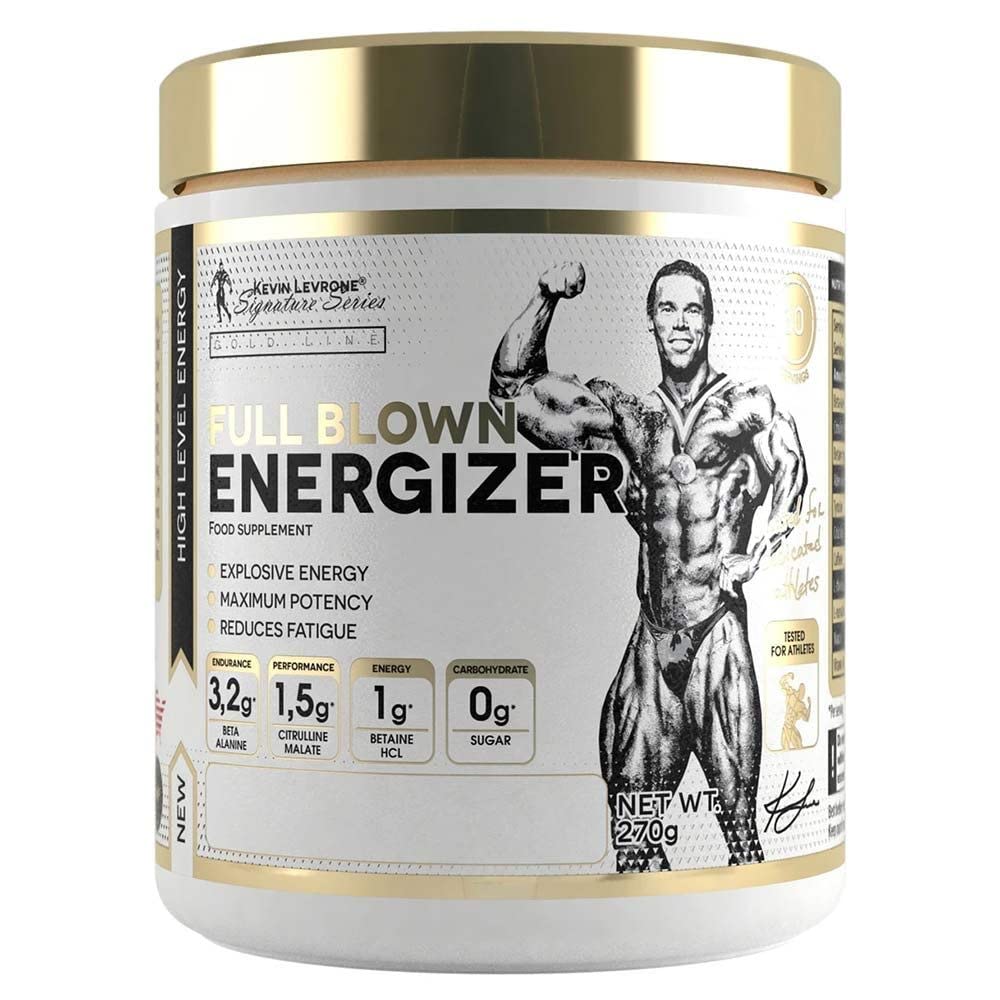 KEVIN LEVRONE®
Signature Series
GOLD LINE
FULL BLOWN
ENERGIZER
FOOD SUPPLEMENT
EXPLOSIVE ENERGY
MAXIMUM POTENCY
REDUCES FATIGUE
ENDURANCE
3,2g*
BETA
ALANINE
PERFORMANCE
1,5g*
CITRULLINE
MALATE
ENERGY
1g*
BETAINE
HCL
CARBOHYDRATE
0g*
SUGAR
HIGH LEVEL ENERGY
NEW
for
athletes
TESTED
FOR ATHLETES
NET WT.
270g